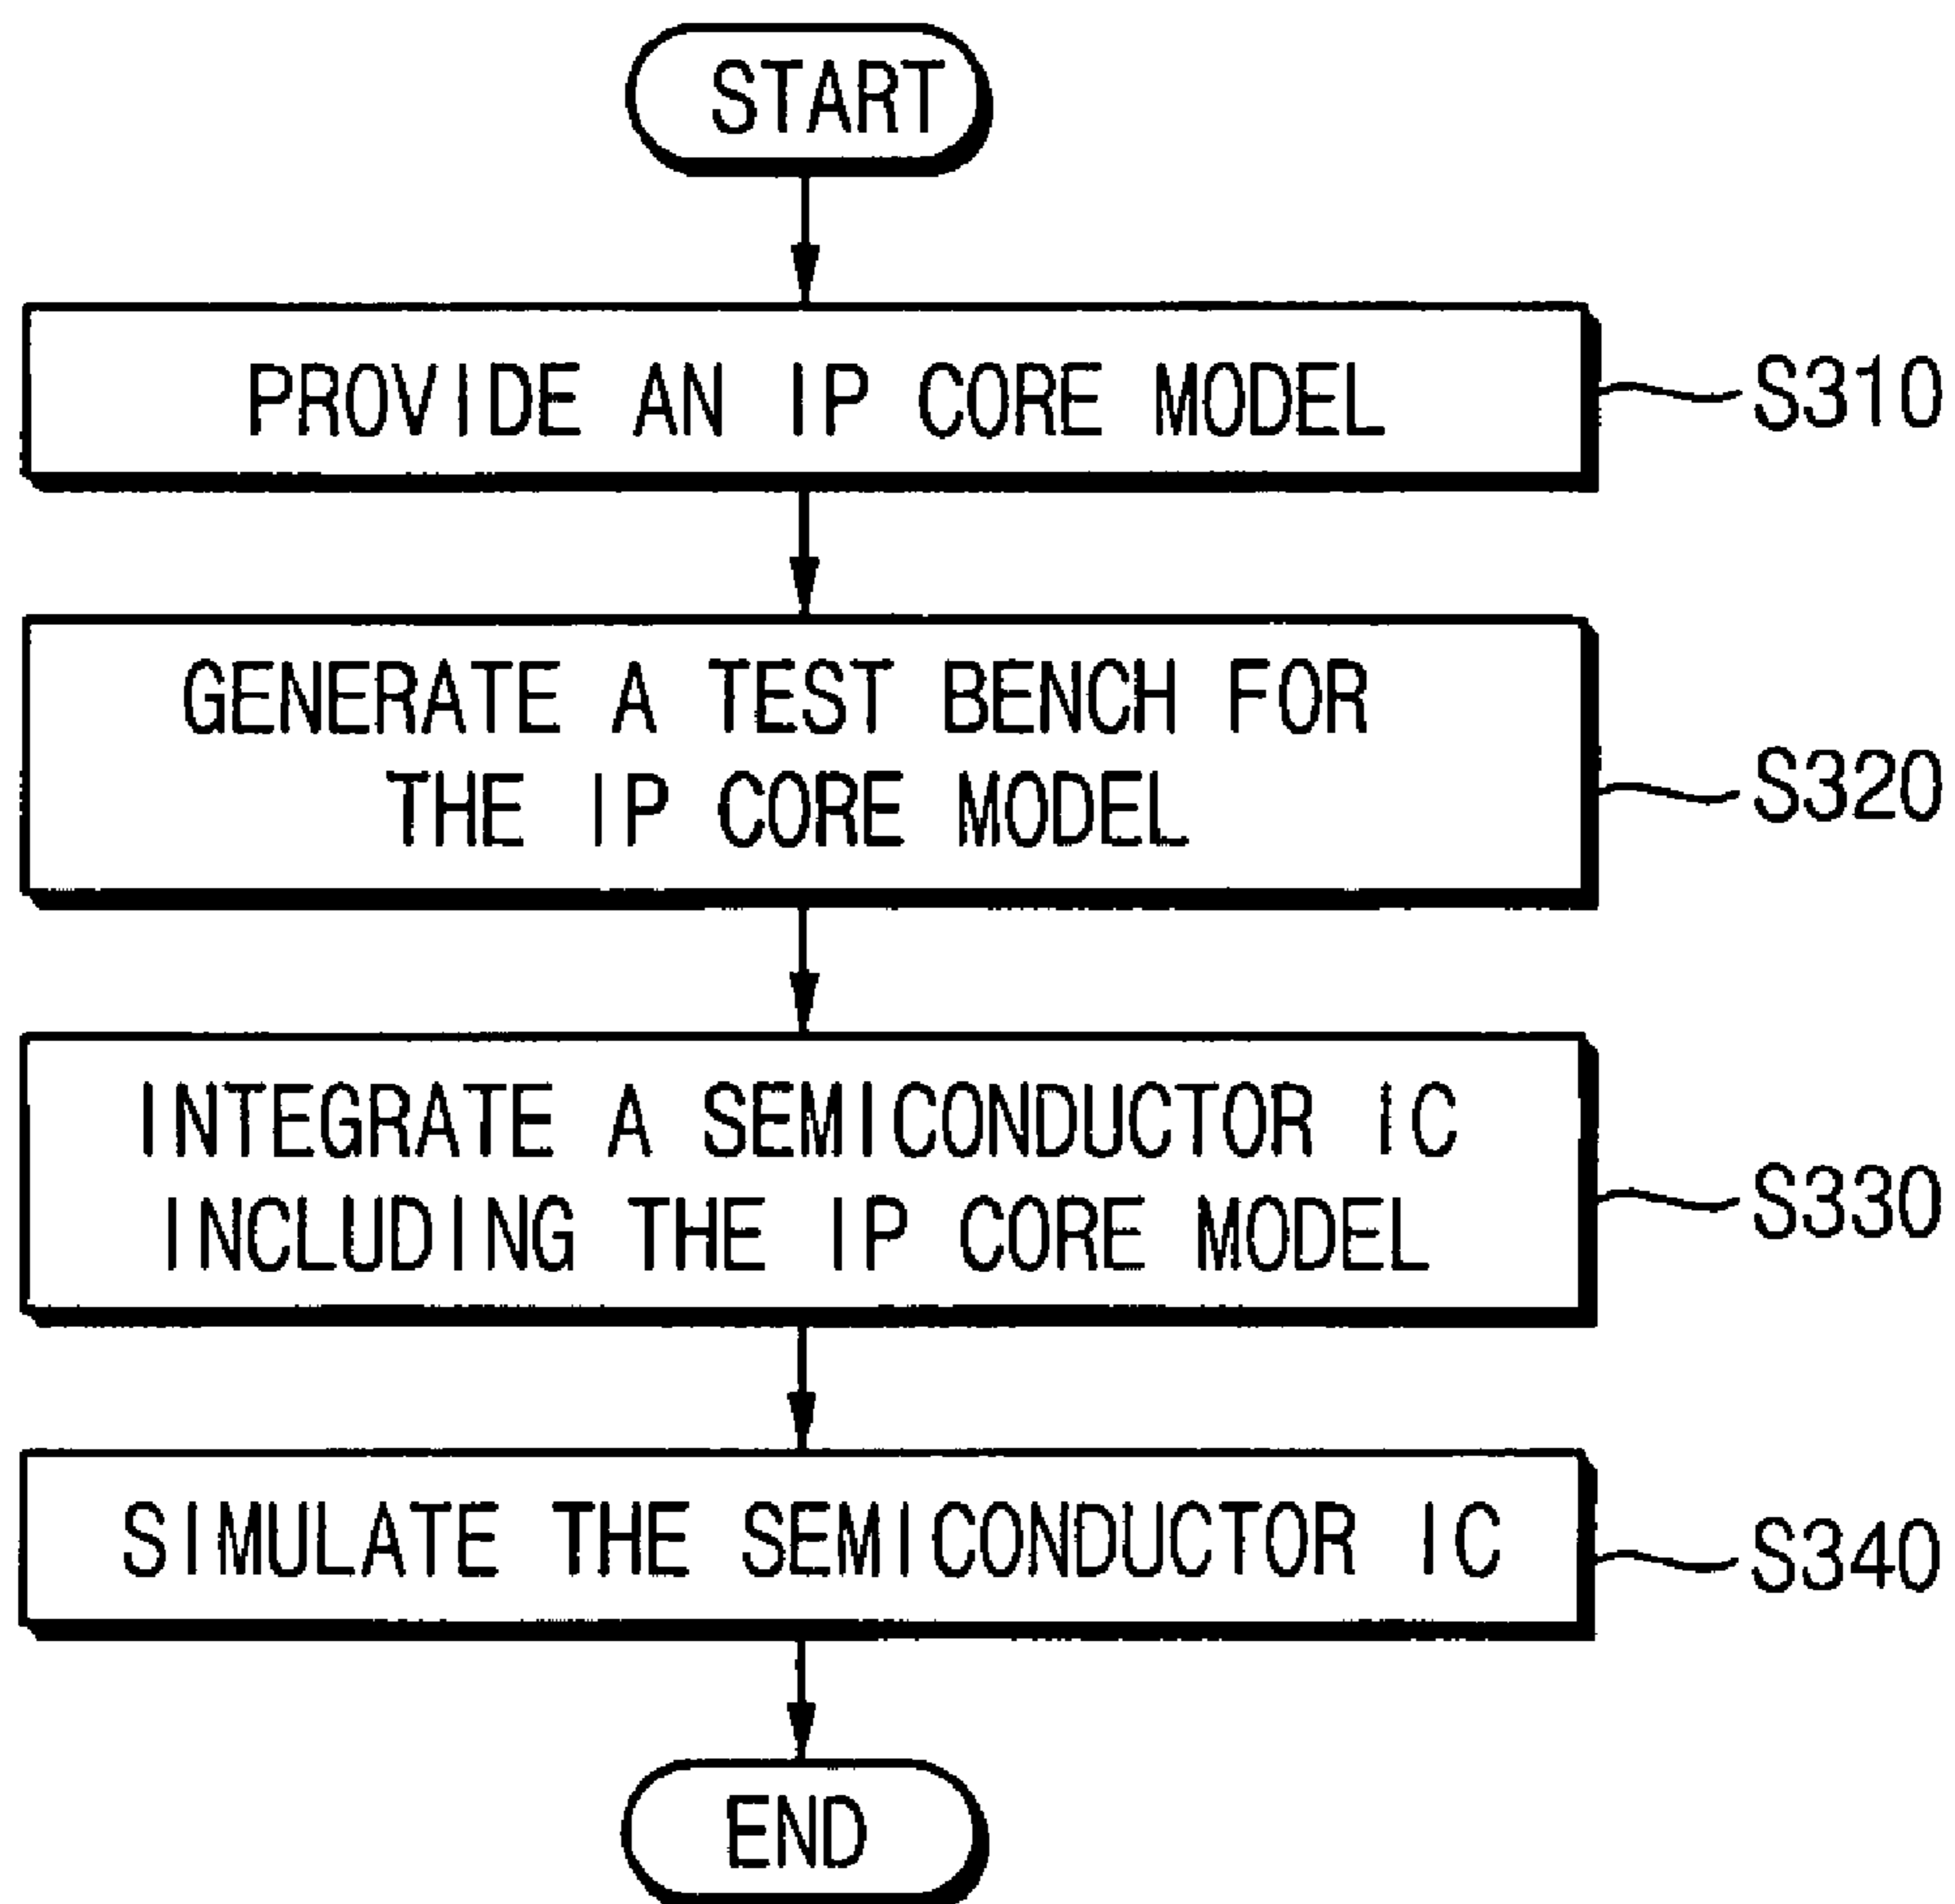 START
PROVIDE AN IP CORE MODEL
S310
GENERATE A TEST BENCH FOR
THE IP CORE MODEL
S320
INTEGRATE A SEMICONDUCTOR IC
INCLUDING THE IP CORE MODEL
S330
SIMULATE THE SEMICONDUCTOR IC
S340
END